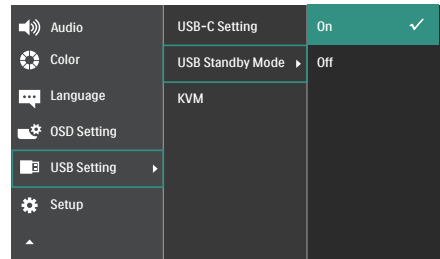 Audio
Color
Language
OSD Setting
USB Setting
Setup
USB-C Setting
USB Standby Mode
KVM
On
Off